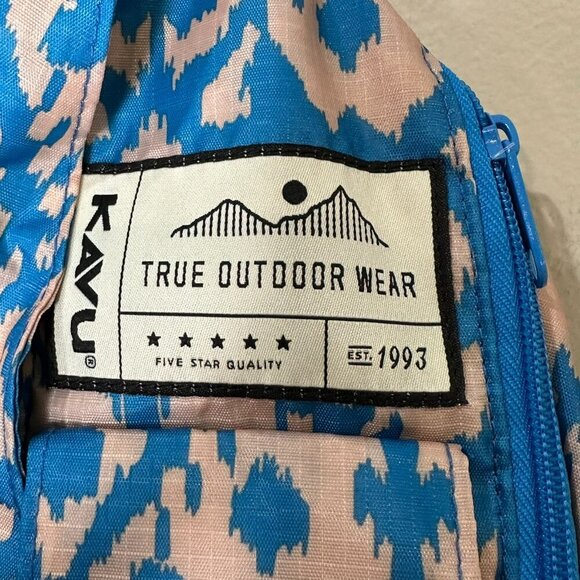 KAVU®
TRUE OUTDOOR WEAR
FIVE STAR QUALITY
EST. 1993